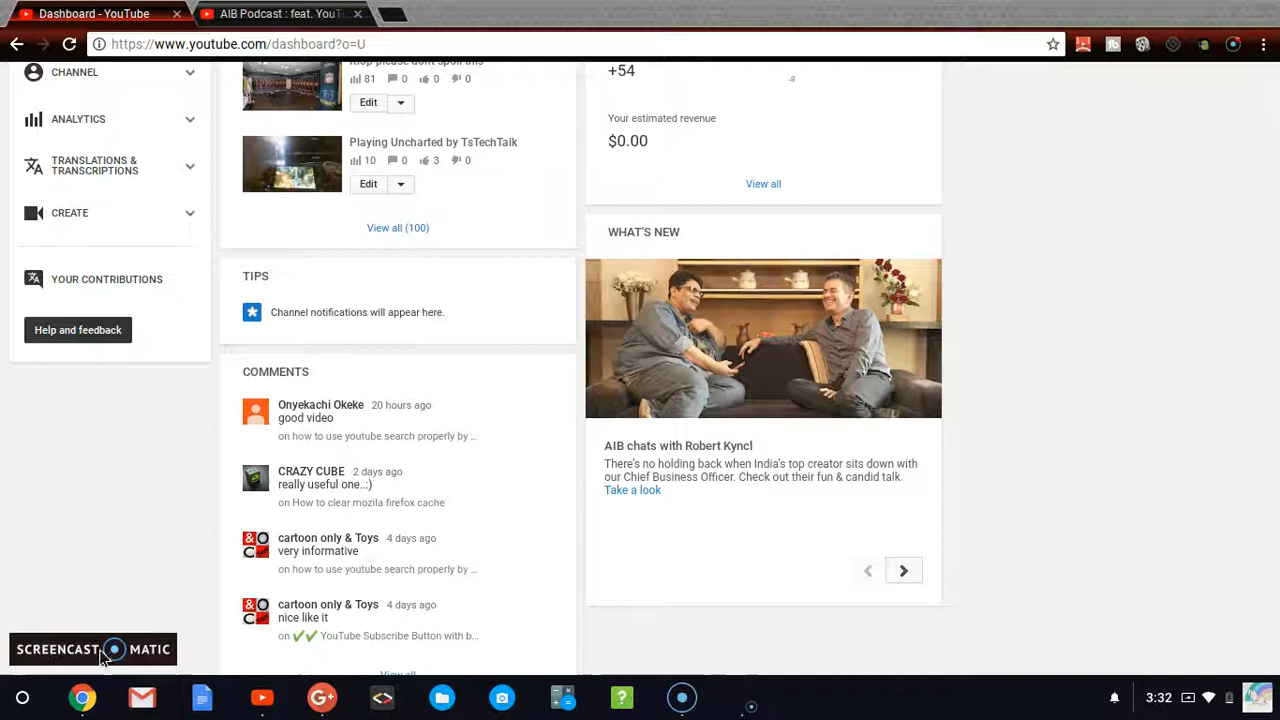 Dashboard - YouTube
AIB Podcast : feat. YouT
https://www.youtube.com/dashboard?o=U
CHANNEL
ANALYTICS
TRANSLATIONS &
TRANSCRIPTIONS
CREATE
YOUR CONTRIBUTIONS
Help and feedback
81 0 0 0
Edit
Playing Uncharted by TsTechTalk
10 0 3 0
Edit
View all (100)
TIPS
Channel notifications will appear here.
COMMENTS
Onyekachi Okeke 20 hours ago
good video
on how to use youtube search properly by ...
CRAZY CUBE 2 days ago
really useful one..:)
on How to clear mozila firefox cache
cartoon only & Toys 4 days ago
very informative
on how to use youtube search properly by ...
cartoon only & Toys 4 days ago
nice like it
on ✔✔ YouTube Subscribe Button with b...
View all
+54
Your estimated revenue
$0.00
View all
WHAT'S NEW
AIB chats with Robert Kyncl
There's no holding back when India's top creator sits down with
our Chief Business Officer. Check out their fun & candid talk
Take a look
SCREENCAST MATIC
3:32